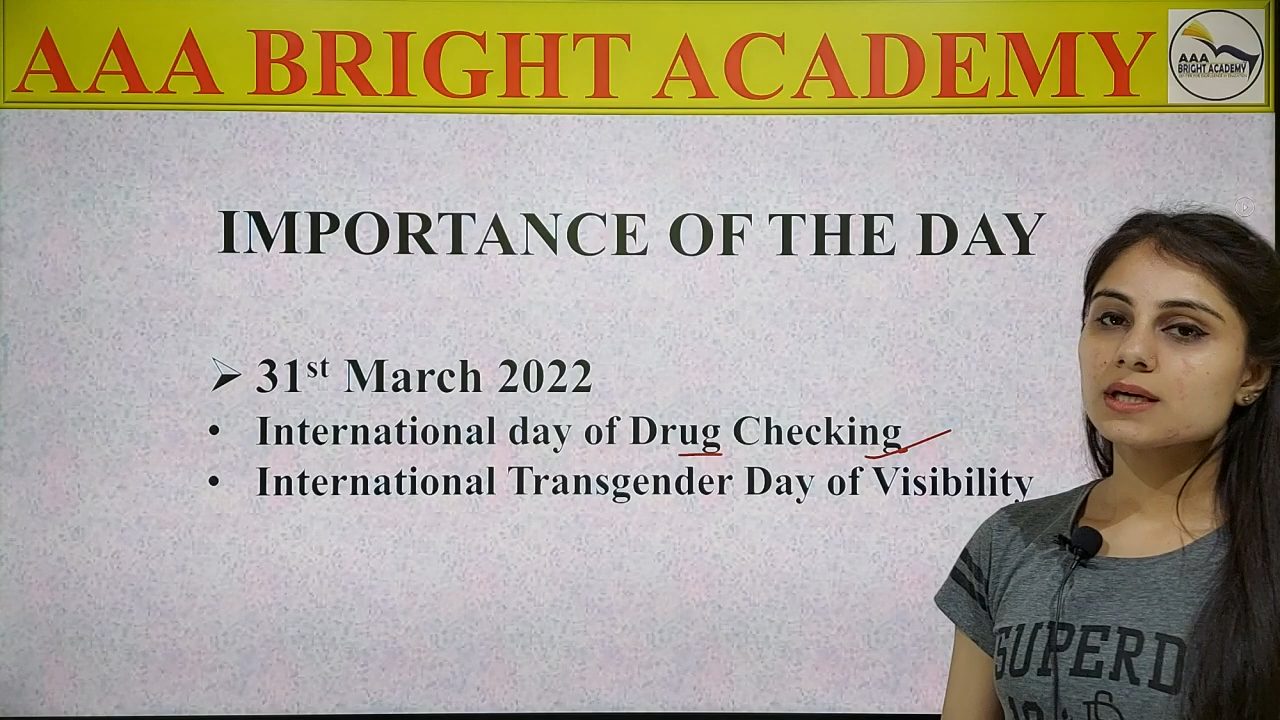 AAA BRIGHT ACADEMY
AAA
BRIGHT ACADEMY
IMPORTANCE OF THE DAY
31st March 2022
International day of Drug Checking
International Transgender Day of Visibility
SUPERD